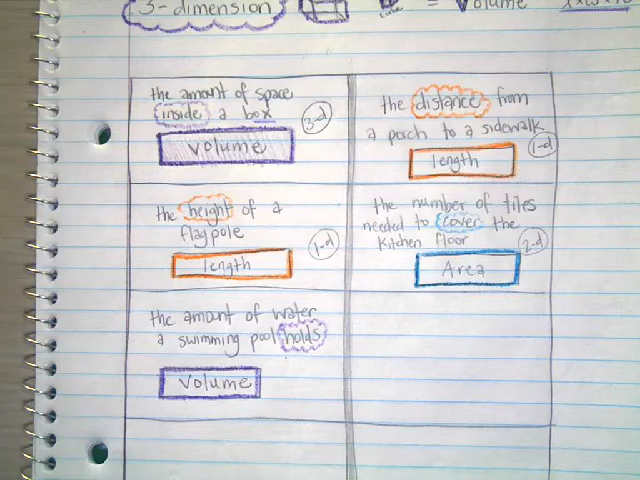 3-dimension
= Volume
the amount of space
inside a box
3-d
volume
the distance from
a porch to a sidewalk
1-d
length
the height of a
flagpole
1-d
length
the number of tiles
needed to cover the
kitchen floor
2-d
Area
the amount of water
a swimming pool holds
volume